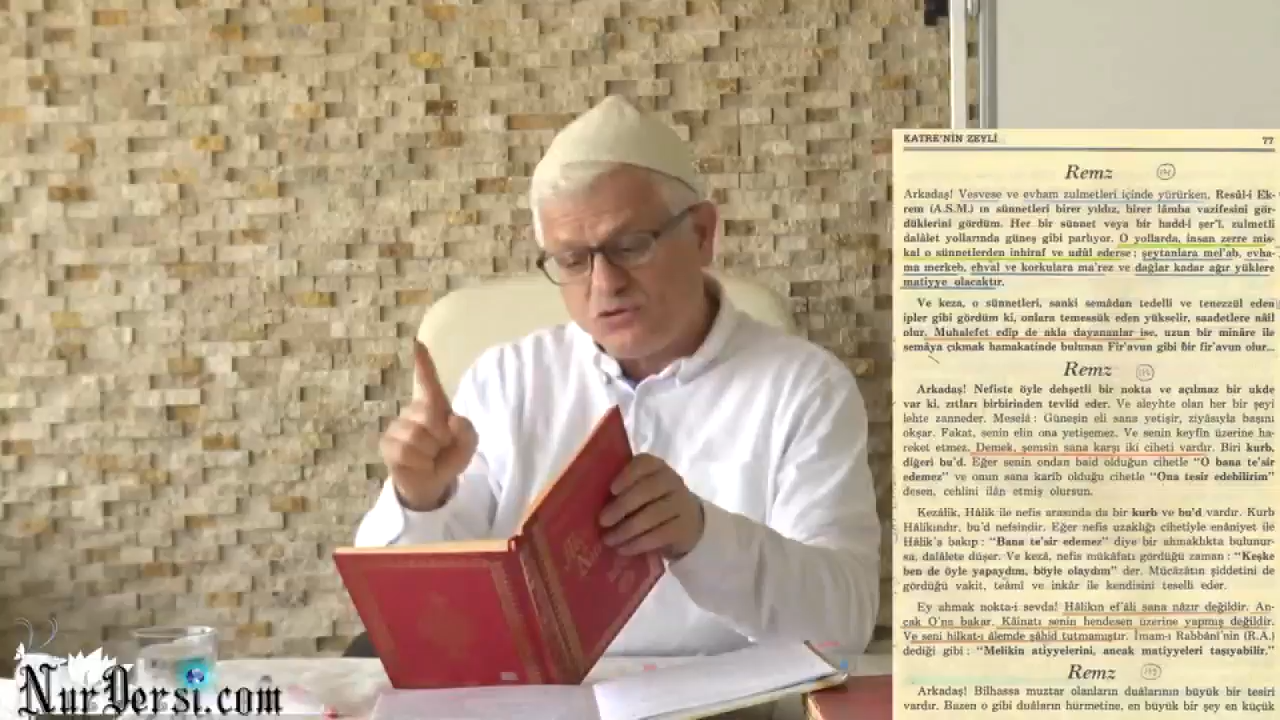 KATRE'NİN ZEYLİ 77
Remz
Arkadaş! Vesvese ve evham zulmetleri içinde yürürken, Resûl-i Ek-
rem (A.S.M.) ın sünnetleri birer yıldız, birer lâmba vazifesini gör-
düklerini gördüm. Her bir sünnet veya bir hadd-i şer'î, zulmetli
dalâlet yollarında güneş gibi parlıyor. O yollarda, insan zerre mis-
kal o sünnetlerden inhiraf ve udûl ederse; şeytanlara mel'ab, evha-
ma merkeb, ehval ve korkulara ma'rez ve dağlar kadar ağır yüklere
matiyye olacaktır.
Ve keza, o sünnetleri, sanki semâdan tedelli ve tenezzül eden
ipler gibi gördüm ki, onlara temessük eden yükselir, saadetlere nâil
olur. Muhalefet edip de akla dayananlar ise, uzun bir minâre ile
semâya çıkmak hamakatinde bulunan Fir'avun gibi bir fir'avun olur...
Remz
Arkadaş! Nefiste öyle dehşetli bir nokta ve açılmaz bir ukde
var ki, zıtları birbirinden tevlid eder. Ve aleyhte olan her bir şeyi
lehte zanneder. Meselâ: Güneşin eli sana yetişir, ziyâsıyla başını
okşar. Fakat, senin elin ona yetişemez. Ve senin keyfin üzerine ha-
reket etmez. Demek, şemsin sana karşı iki ciheti vardır. Biri kurb,
diğeri bu'd. Eğer senin ondan baid olduğun cihetle "O bana te'sir
edemez" ve onun sana karib olduğu cihetle "Ona tesir edebilirim"
desen, cehlini ilân etmiş olursun.
Kezâlik, Hâlik ile nefis arasında da bir kurb ve bu'd vardır. Kurb
Hâlikındır, bu'd nefsindir. Eğer nefis uzaklığı cihetiyle enâniyet ile
Hâlik'a bakıp: "Bana te'sir edemez" diye bir ahmaklıkta bulunur-
sa, dalâlete düşer. Ve kezâ, nefis mükâfatı gördüğü zaman: "Keşke
ben de öyle yapaydım, böyle olaydım" der. Mücâzâtın şiddetini de
gördüğü vakit, teâmî ve inkâr ile kendisini teselli eder.
Ey ahmak nokta-i sevda! Hâlikın ef'âli sana nâzır değildir. An-
cak O'na bakar. Kâinatı senin hendesen üzerine yapmış değildir.
Ve seni hilkat-ı âlemde şâhid tutmamıştır. İmam-ı Rabbâni'nin (R.A.)
dediği gibi: "Melikin atiyyelerini, ancak matiyyeleri taşıyabilir."
Remz
Arkadaş! Bilhassa muztar olanların duâlarının büyük bir tesiri
vardır. Bazen o gibi duâların hürmetine, en büyük bir şey en küçük
NurDersi.com